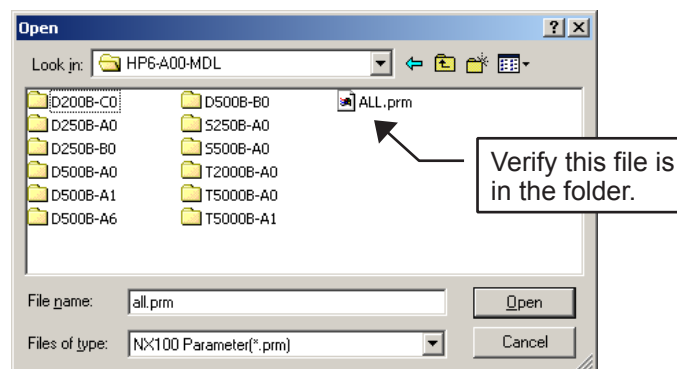 Open
Look in: HP6-A00-MDL
D200B-C0
D250B-A0
D250B-B0
D500B-A0
D500B-A1
D500B-A6
D500B-B0
S250B-A0
S500B-A0
T2000B-A0
T5000B-A0
T5000B-A1
ALL.prm
Verify this file is
in the folder.
File name: all.prm
Open
Files of type: NX100 Parameter(*.prm)
Cancel